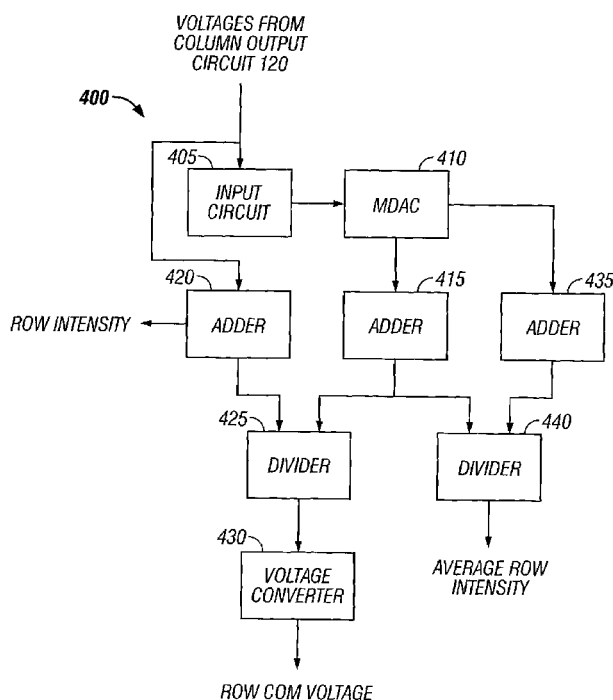 VOLTAGES FROM
COLUMN OUTPUT
CIRCUIT 120
400
405
INPUT
CIRCUIT
410
MDAC
420
ADDER
415
ADDER
435
ADDER
ROW INTENSITY
425
DIVIDER
440
DIVIDER
430
VOLTAGE
CONVERTER
AVERAGE ROW
INTENSITY
ROW COM VOLTAGE